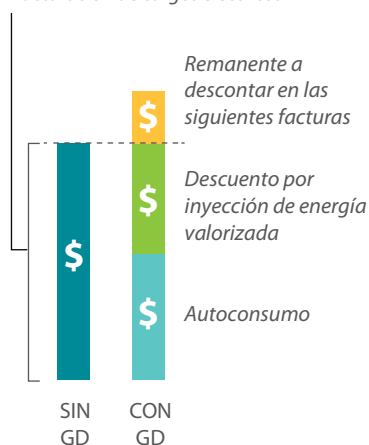 Remanente a
descontar en las
siguientes facturas
$
Descuento por
inyección de energía
valorizada
$
$
Autoconsumo
$
SIN
GD
CON
GD